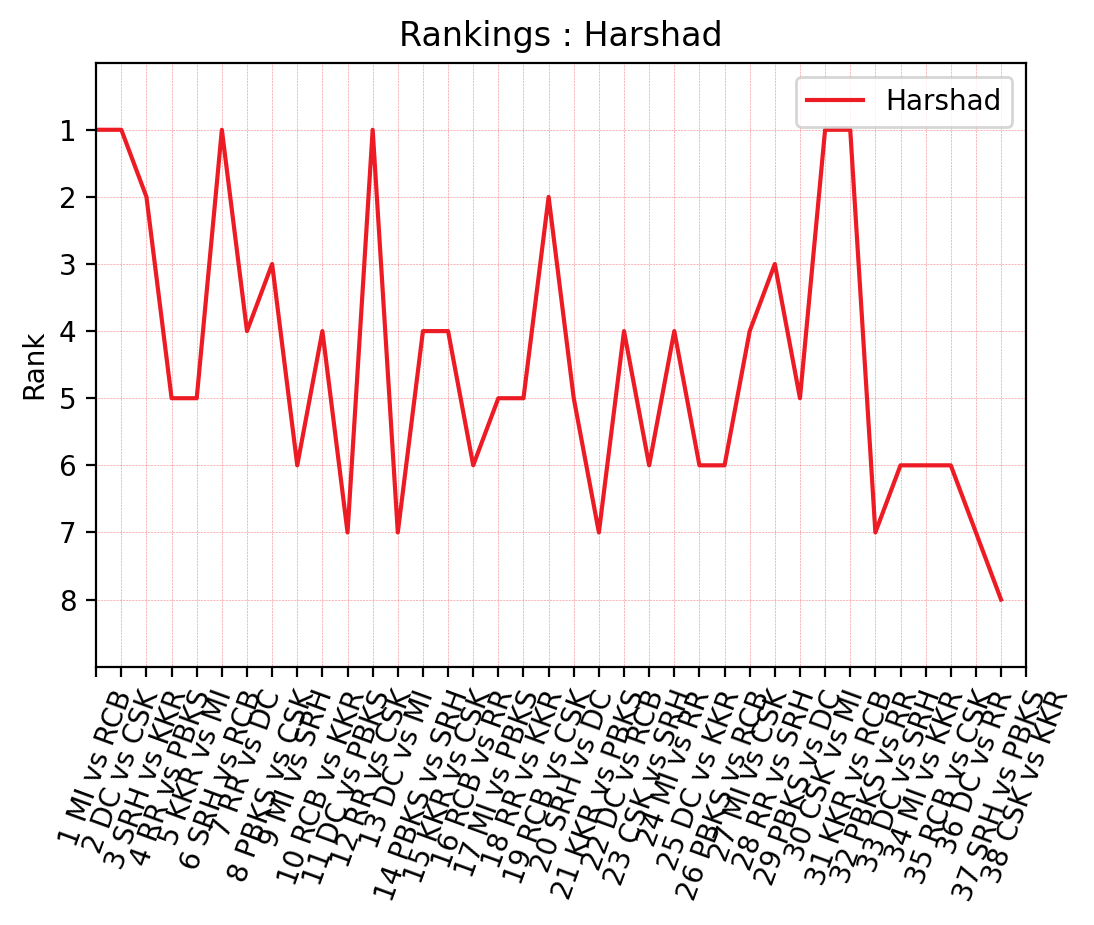 Rankings : Harshad
Harshad
Rank
1
2
3
4
5
6
7
8
1 MI vs RCB
2 DC vs CSK
3 SRH vs KKR
4 RR vs PBKS
5 KKR vs MI
6 SRH vs RCB
7 RR vs DC
8 PBKS vs CSK
9 MI vs SRH
10 RCB vs KKR
11 DC vs PBKS
12 RR vs CSK
13 DC vs MI
14 PBKS vs SRH
15 KKR vs CSK
16 RCB vs RR
17 MI vs PBKS
18 RR vs KKR
19 RCB vs CSK
20 SRH vs DC
21 KKR vs PBKS
22 DC vs RCB
23 CSK vs SRH
24 MI vs RR
25 DC vs KKR
26 PBKS vs RCB
27 MI vs CSK
28 RR vs SRH
29 PBKS vs DC
30 CSK vs MI
31 KKR vs RCB
32 PBKS vs RR
33 DC vs SRH
34 MI vs KKR
35 RCB vs CSK
36 DC vs RR
37 SRH vs PBKS
38 CSK vs KKR